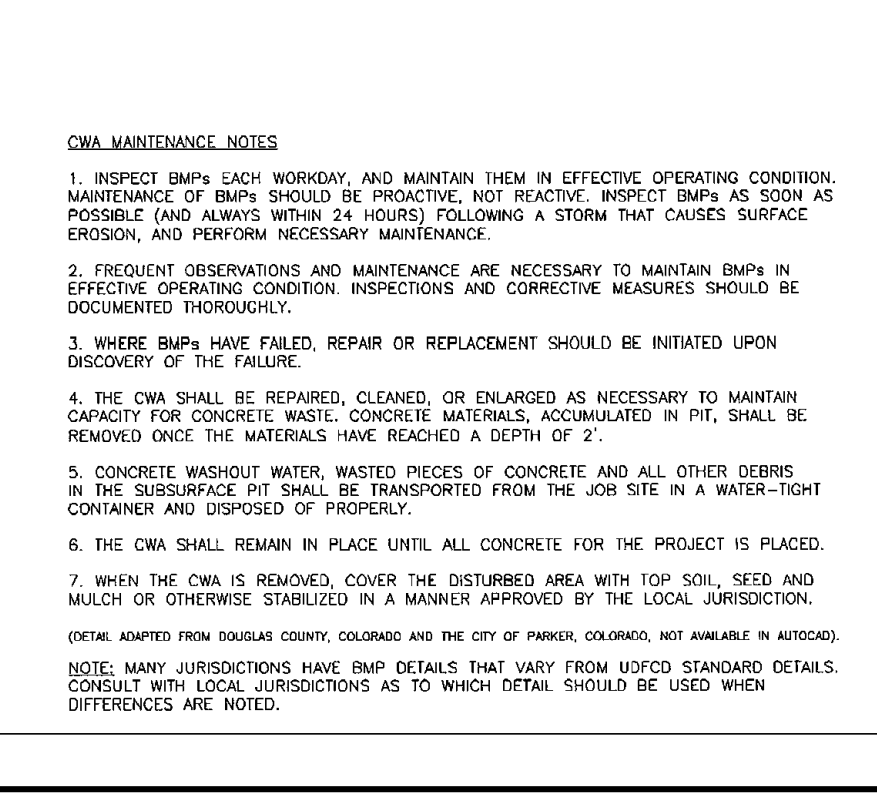 CWA MAINTENANCE NOTES
1. INSPECT BMPs EACH WORKDAY, AND MAINTAIN THEM IN EFFECTIVE OPERATING CONDITION.
MAINTENANCE OF BMPs SHOULD BE PROACTIVE, NOT REACTIVE. INSPECT BMPs AS SOON AS
POSSIBLE (AND ALWAYS WITHIN 24 HOURS) FOLLOWING A STORM THAT CAUSES SURFACE
EROSION, AND PERFORM NECESSARY MAINTENANCE.
2. FREQUENT OBSERVATIONS AND MAINTENANCE ARE NECESSARY TO MAINTAIN BMPs IN
EFFECTIVE OPERATING CONDITION. INSPECTIONS AND CORRECTIVE MEASURES SHOULD BE
DOCUMENTED THOROUGHLY.
3. WHERE BMPs HAVE FAILED, REPAIR OR REPLACEMENT SHOULD BE INITIATED UPON
DISCOVERY OF THE FAILURE.
4. THE CWA SHALL BE REPAIRED, CLEANED, OR ENLARGED AS NECESSARY TO MAINTAIN
CAPACITY FOR CONCRETE WASTE. CONCRETE MATERIALS, ACCUMULATED IN PIT, SHALL BE
REMOVED ONCE THE MATERIALS HAVE REACHED A DEPTH OF 2'.
5. CONCRETE WASHOUT WATER, WASTED PIECES OF CONCRETE AND ALL OTHER DEBRIS
IN THE SUBSURFACE PIT SHALL BE TRANSPORTED FROM THE JOB SITE IN A WATER-TIGHT
CONTAINER AND DISPOSED OF PROPERLY.
6. THE CWA SHALL REMAIN IN PLACE UNTIL ALL CONCRETE FOR THE PROJECT IS PLACED.
7. WHEN THE CWA IS REMOVED, COVER THE DISTURBED AREA WITH TOP SOIL, SEED AND
MULCH OR OTHERWISE STABILIZED IN A MANNER APPROVED BY THE LOCAL JURISDICTION.
(DETAIL ADAPTED FROM DOUGLAS COUNTY, COLORADO AND THE CITY OF PARKER, COLORADO, NOT AVAILABLE IN AUTOCAD).
NOTE: MANY JURISDICTIONS HAVE BMP DETAILS THAT VARY FROM UDFCD STANDARD DETAILS.
CONSULT WITH LOCAL JURISDICTIONS AS TO WHICH DETAIL SHOULD BE USED WHEN
DIFFERENCES ARE NOTED.